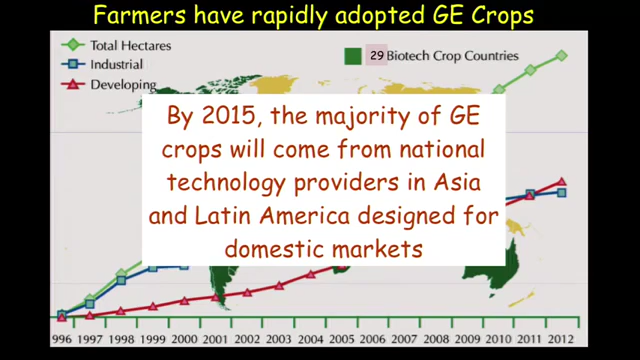 Farmers have rapidly adopted GE Crops
Total Hectares
Industrial
Developing
29 Biotech Crop Countries
By 2015, the majority of GE
crops will come from national
technology providers in Asia
and Latin America designed for
domestic markets
996 1997 1998 1999 2000 2001 2002 2003 2004 2005 2006 2007 2008 2009 2010 2011 2012